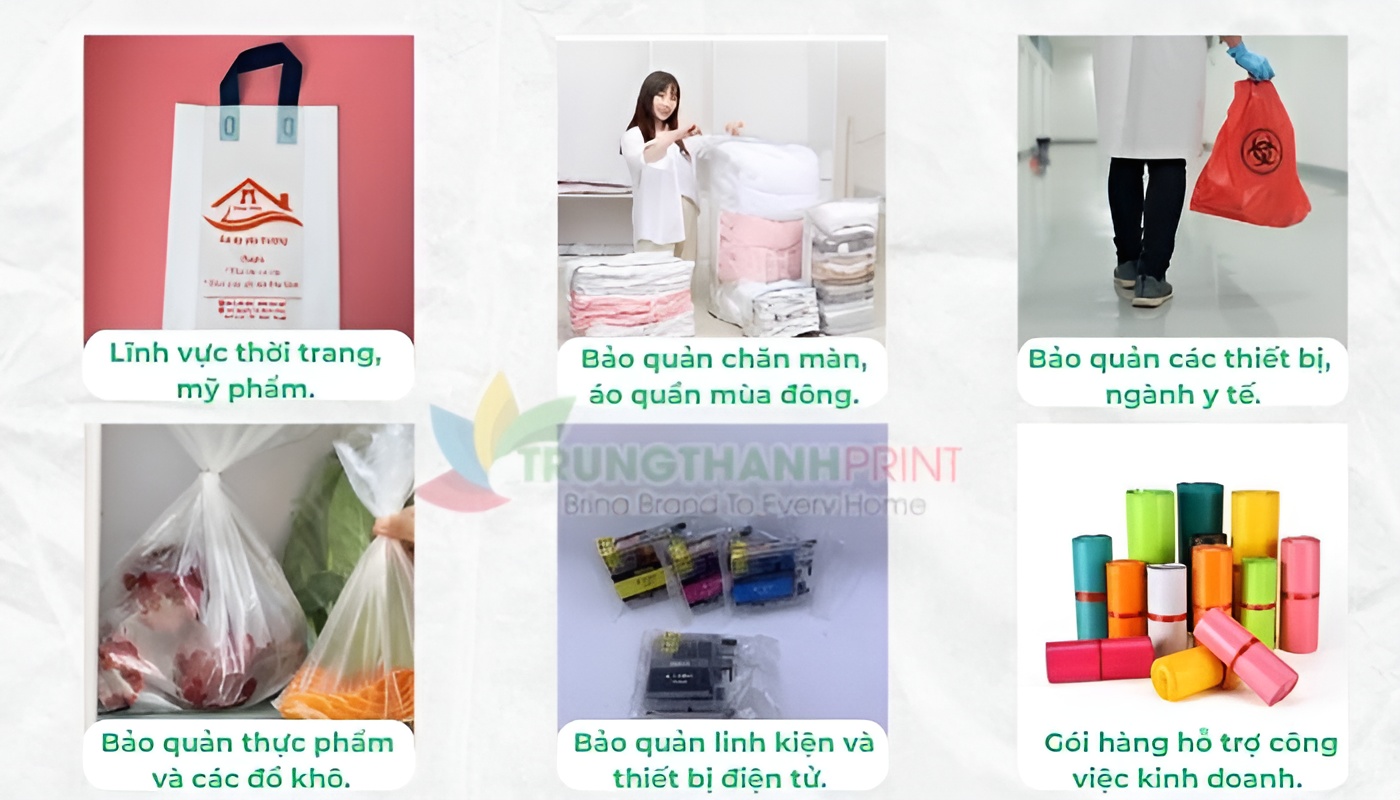 Lĩnh vực thời trang,
mỹ phẩm.
Bảo quản chăn màn,
áo quần mùa đông.
Bảo quản các thiết bị,
ngành y tế.
TRUNGTHANHPRINT
Bring Brand To Every Home
Bảo quản thực phẩm
và các đồ khô.
Bảo quản linh kiện và
thiết bị điện tử.
Gói hàng hỗ trợ công
việc kinh doanh.